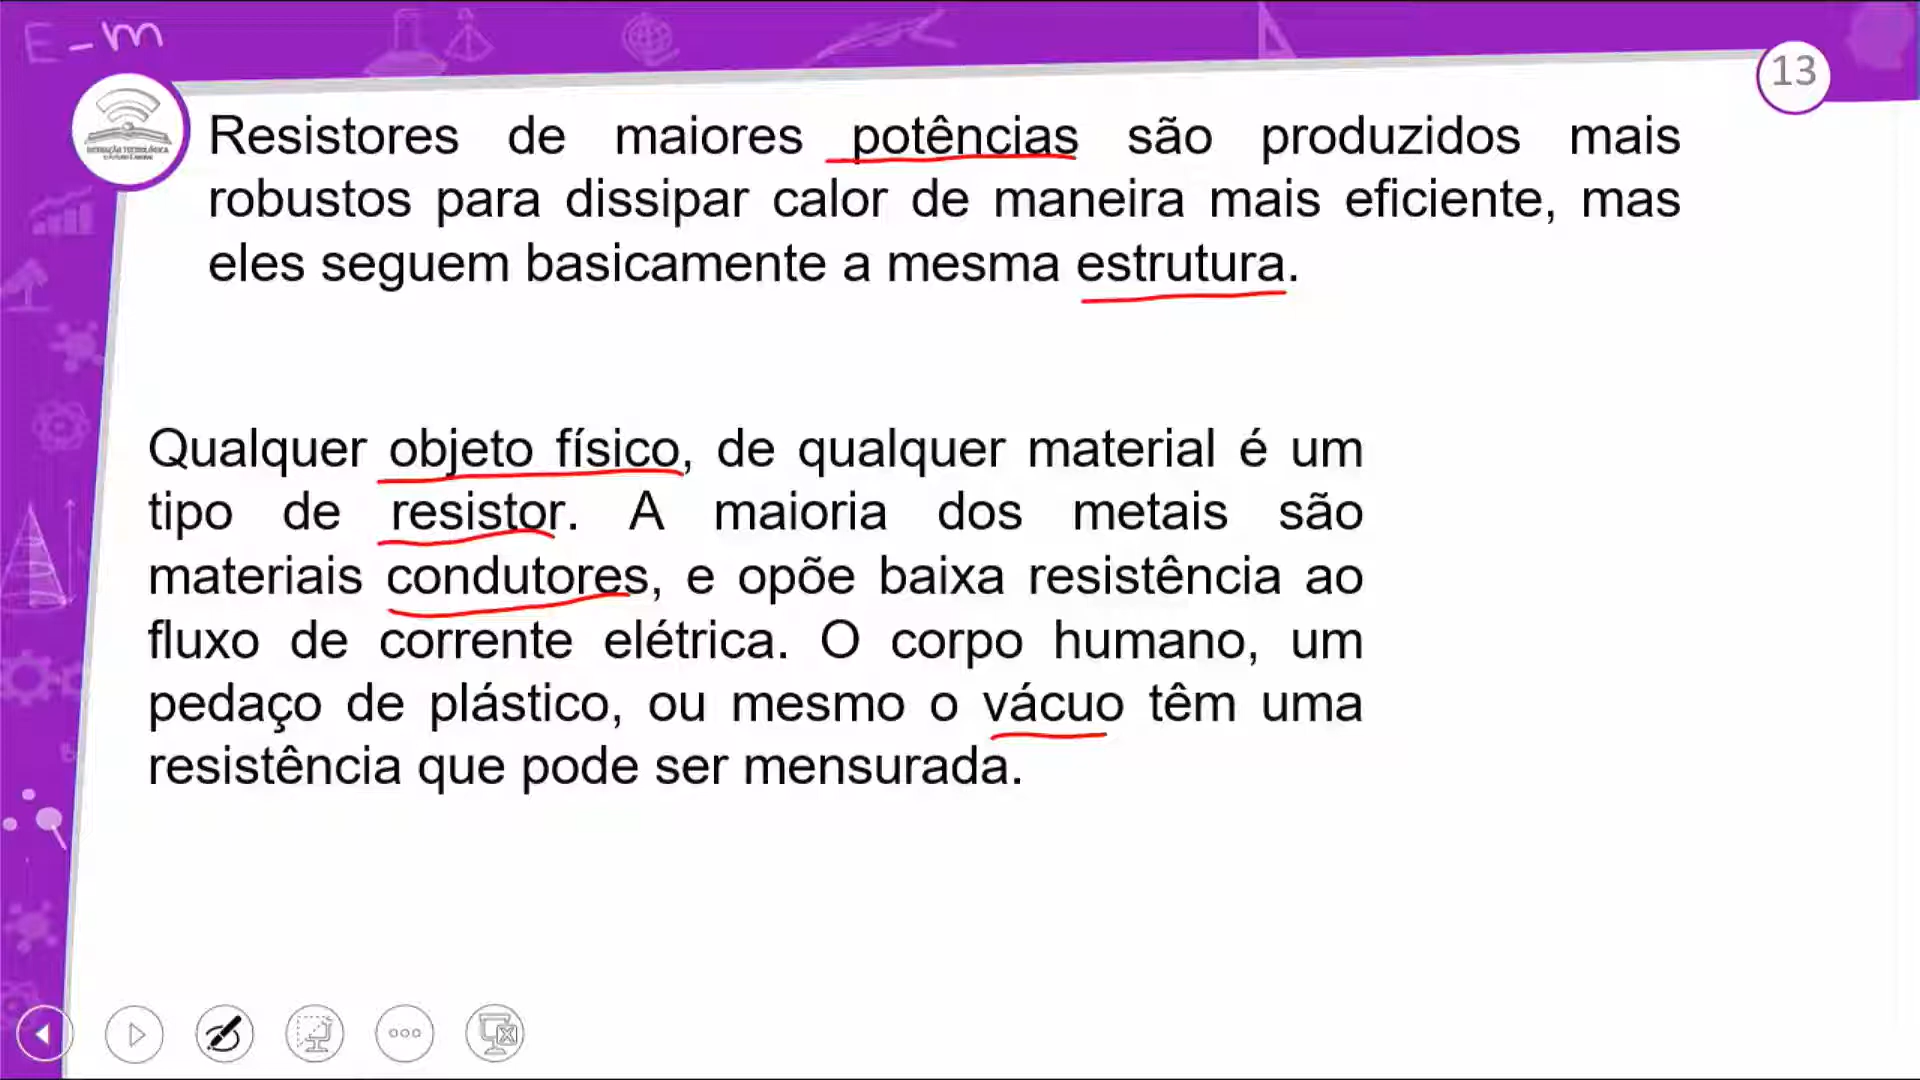 E-m
13
Resistores de maiores potências são produzidos mais
robustos para dissipar calor de maneira mais eficiente, mas
eles seguem basicamente a mesma estrutura.
Qualquer objeto físico, de qualquer material é um
tipo de resistor. A maioria dos metais são
materiais condutores, e opõe baixa resistência ao
fluxo de corrente elétrica. O corpo humano, um
pedaço de plástico, ou mesmo o vácuo têm uma
resistência que pode ser mensurada.